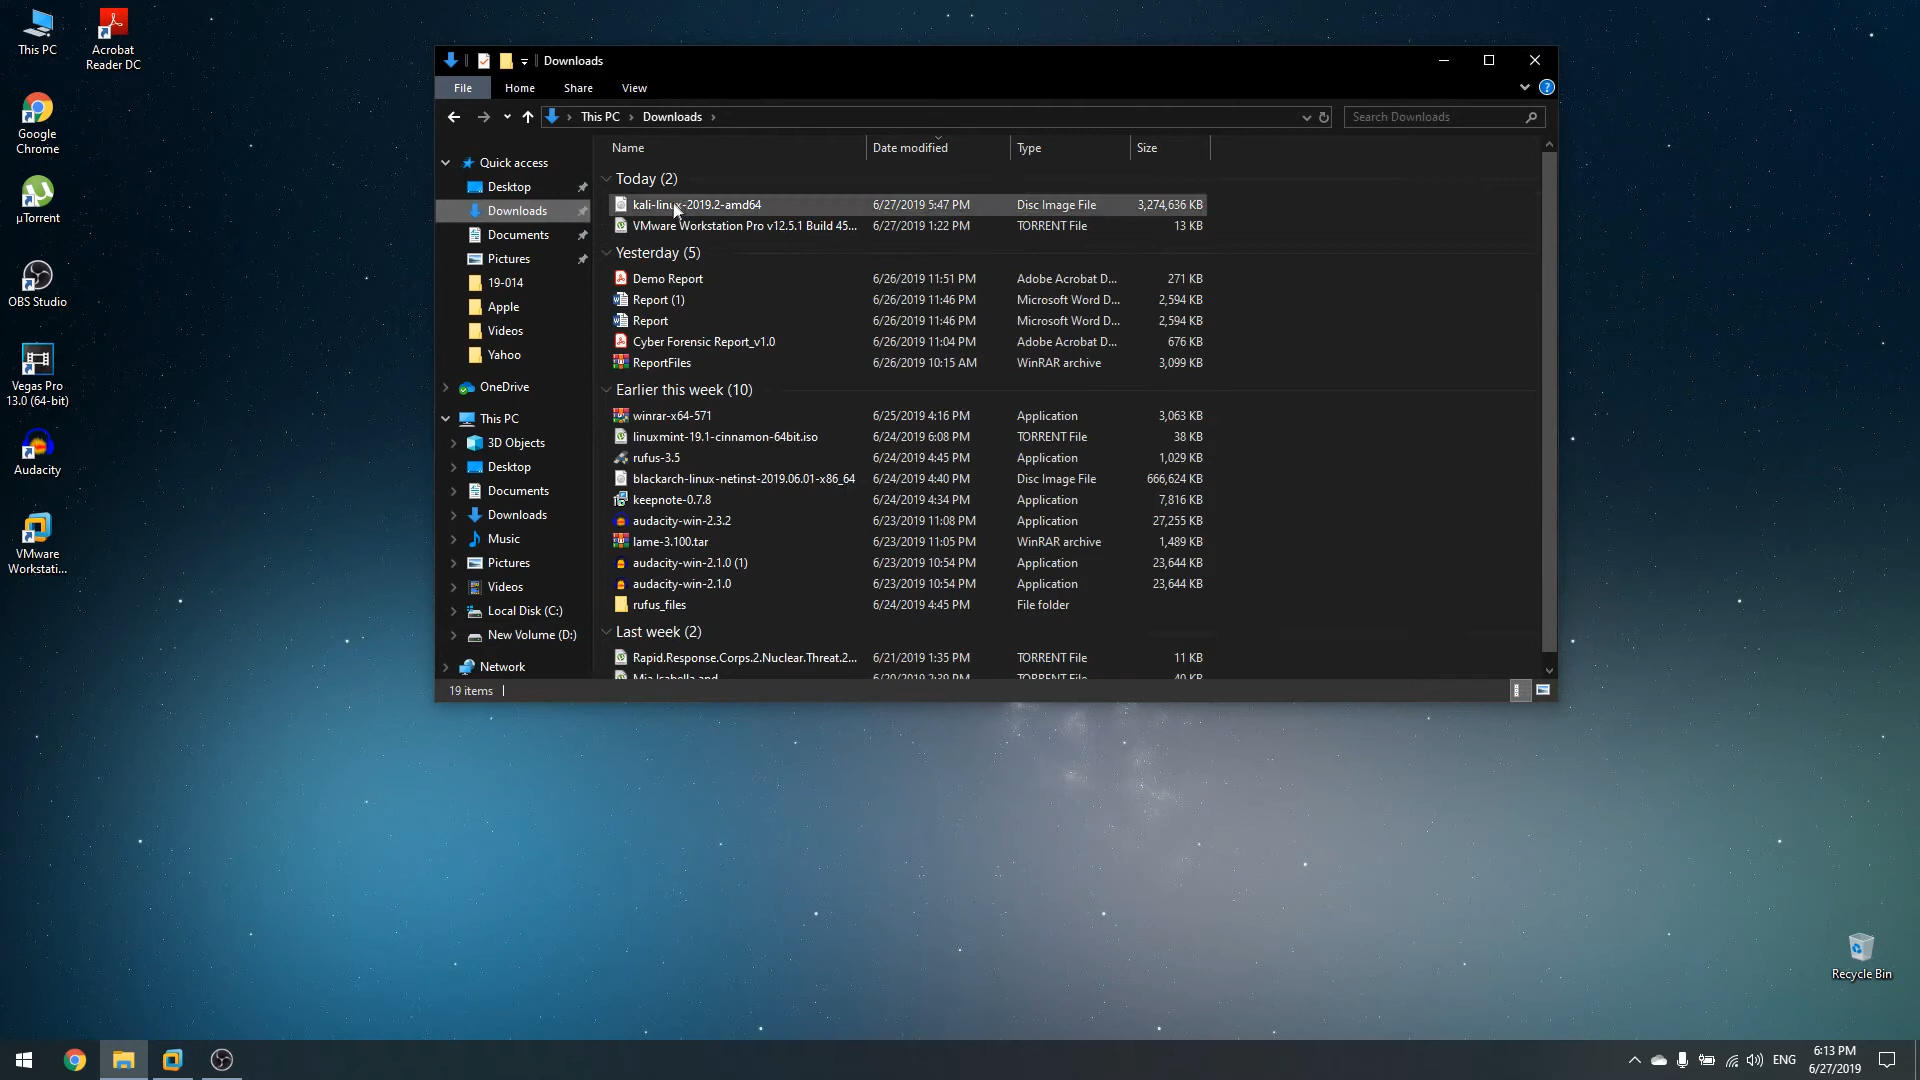 This PC
Acrobat
Reader DC
Google
Chrome
µTorrent
OBS Studio
Vegas Pro
13.0 (64-bit)
Audacity
VMware
Workstati...
Downloads
File Home Share View
This PC › Downloads ›
Search Downloads
Quick access
Desktop
Downloads
Documents
Pictures
19-014
Apple
Videos
Yahoo
OneDrive
This PC
3D Objects
Desktop
Documents
Downloads
Music
Pictures
Videos
Local Disk (C:)
New Volume (D:)
Network
Name Date modified Type Size
Today (2)
kali-linux-2019.2-amd64 6/27/2019 5:47 PM Disc Image File 3,274,636 KB
VMware Workstation Pro v12.5.1 Build 45... 6/27/2019 1:22 PM TORRENT File 13 KB
Yesterday (5)
Demo Report 6/26/2019 11:51 PM Adobe Acrobat D... 271 KB
Report (1) 6/26/2019 11:46 PM Microsoft Word D... 2,594 KB
Report 6/26/2019 11:46 PM Microsoft Word D... 2,594 KB
Cyber Forensic Report_v1.0 6/26/2019 11:04 PM Adobe Acrobat D... 676 KB
ReportFiles 6/26/2019 10:15 AM WinRAR archive 3,099 KB
Earlier this week (10)
winrar-x64-571 6/25/2019 4:16 PM Application 3,063 KB
linuxmint-19.1-cinnamon-64bit.iso 6/24/2019 6:08 PM TORRENT File 38 KB
rufus-3.5 6/24/2019 4:45 PM Application 1,029 KB
blackarch-linux-netinst-2019.06.01-x86_64 6/24/2019 4:40 PM Disc Image File 666,624 KB
keepnote-0.7.8 6/24/2019 4:34 PM Application 7,816 KB
audacity-win-2.3.2 6/23/2019 11:08 PM Application 27,255 KB
lame-3.100.tar 6/23/2019 11:05 PM WinRAR archive 1,489 KB
audacity-win-2.1.0 (1) 6/23/2019 10:54 PM Application 23,644 KB
audacity-win-2.1.0 6/23/2019 10:54 PM Application 23,644 KB
rufus_files 6/24/2019 4:45 PM File folder
Last week (2)
Rapid.Response.Corps.2.Nuclear.Threat.2... 6/21/2019 1:35 PM TORRENT File 11 KB
Mia Isabella and 6/20/2019 2:39 PM TORRENT File 40 KB
19 items
Recycle Bin
ENG
6:13 PM
6/27/2019